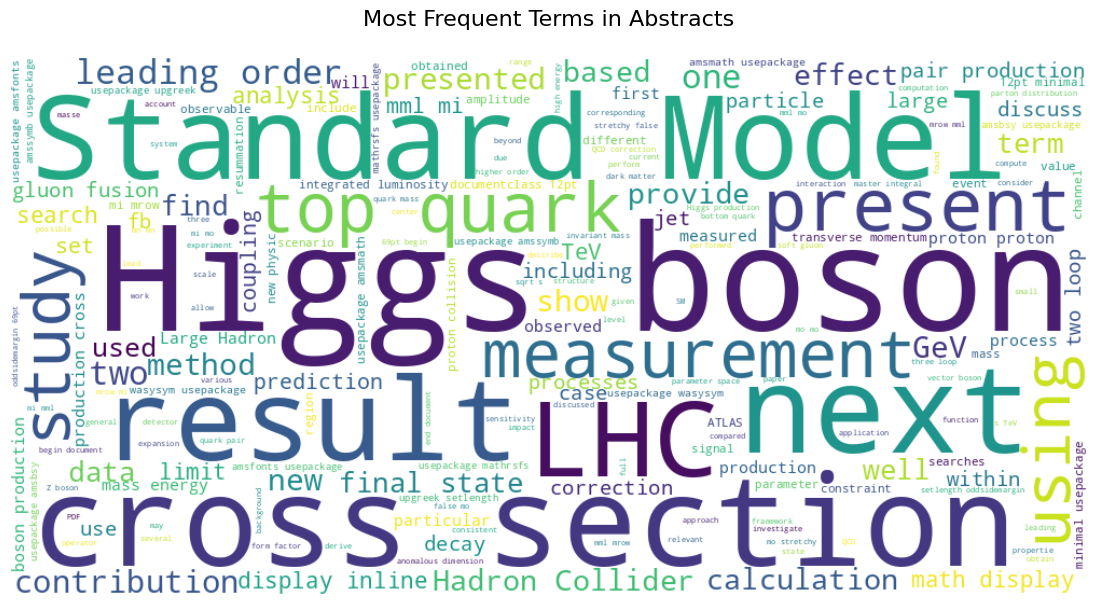 Most Frequent Terms in Abstracts
leading order
Standard Model
usepackage amsfonts
amssymb usepackage
usepackage upgreek
masse
account
system
observable
analysis
will
include
resummation
mathrsfs usepackage
obtained
range
presented
mml mi
amplitude
beyond
due
higher order
high energy
based
first
corresponding
stretchy false
different
QCD correction
current
perform
dark matter
one
amsmath usepackage
particle
effect
computation
parton distribution
large
mml mo
found
pair production
12pt minimal
mrow mml
discuss
amsbsy usepackage
term
compute
value
consider
channel
gluon fusion
mi mrow
search
possible
fb
find
three
mi mo
experiment
set
integrated luminosity
quark mass
documentclass 12pt
top quark
center
scenario
69pt begin
usepackage amssymb
describe
invariant mass
provide
Higgs production
bottom quark
jet
measured
performed
interaction
master integral
event
present
transverse momentum
soft gluon
proton proton
study
coupling
new physic
Higgs boson
lead
work
scale
allow
usepackage amsmath
proton collision
sqrt s
structure
TeV
including
show
given
level
observed
SM
small
two loop
oddsidemargin 69pt
production cross
Large Hadron
used
two
method
wasysym usepackage
various
prediction
measurement
GeV
mass
process
mo mo
three loop
processes
case
usepackage wasysym
parameter space
paper
vector boson
using
mi mml
general
begin document
detector
expansion
quark pair
result
region
end document
sensitivity
impact
discussed
LHC
full
ATLAS
compared
signal
next
function
s TeV
application
boson production
usepackage amsbsy
data
limit
mass energy
amsfonts usepackage
new
final state
usepackage mathrsfs
upgreek setlength
false mo
correction
production
parameter
constraint
well
searches
within
setlength oddsidemargin
minimal usepackage
Z boson
PDF
use
may
several
operator
cross section
background
form factor
derive
particular
consistent
decay
anomalous dimension
mml mrow
approach
relevant
framework
investigate
mo stretchy
state
QCD
leading
propertie
obtain
contribution
display inline
Hadron Collider
calculation
math display